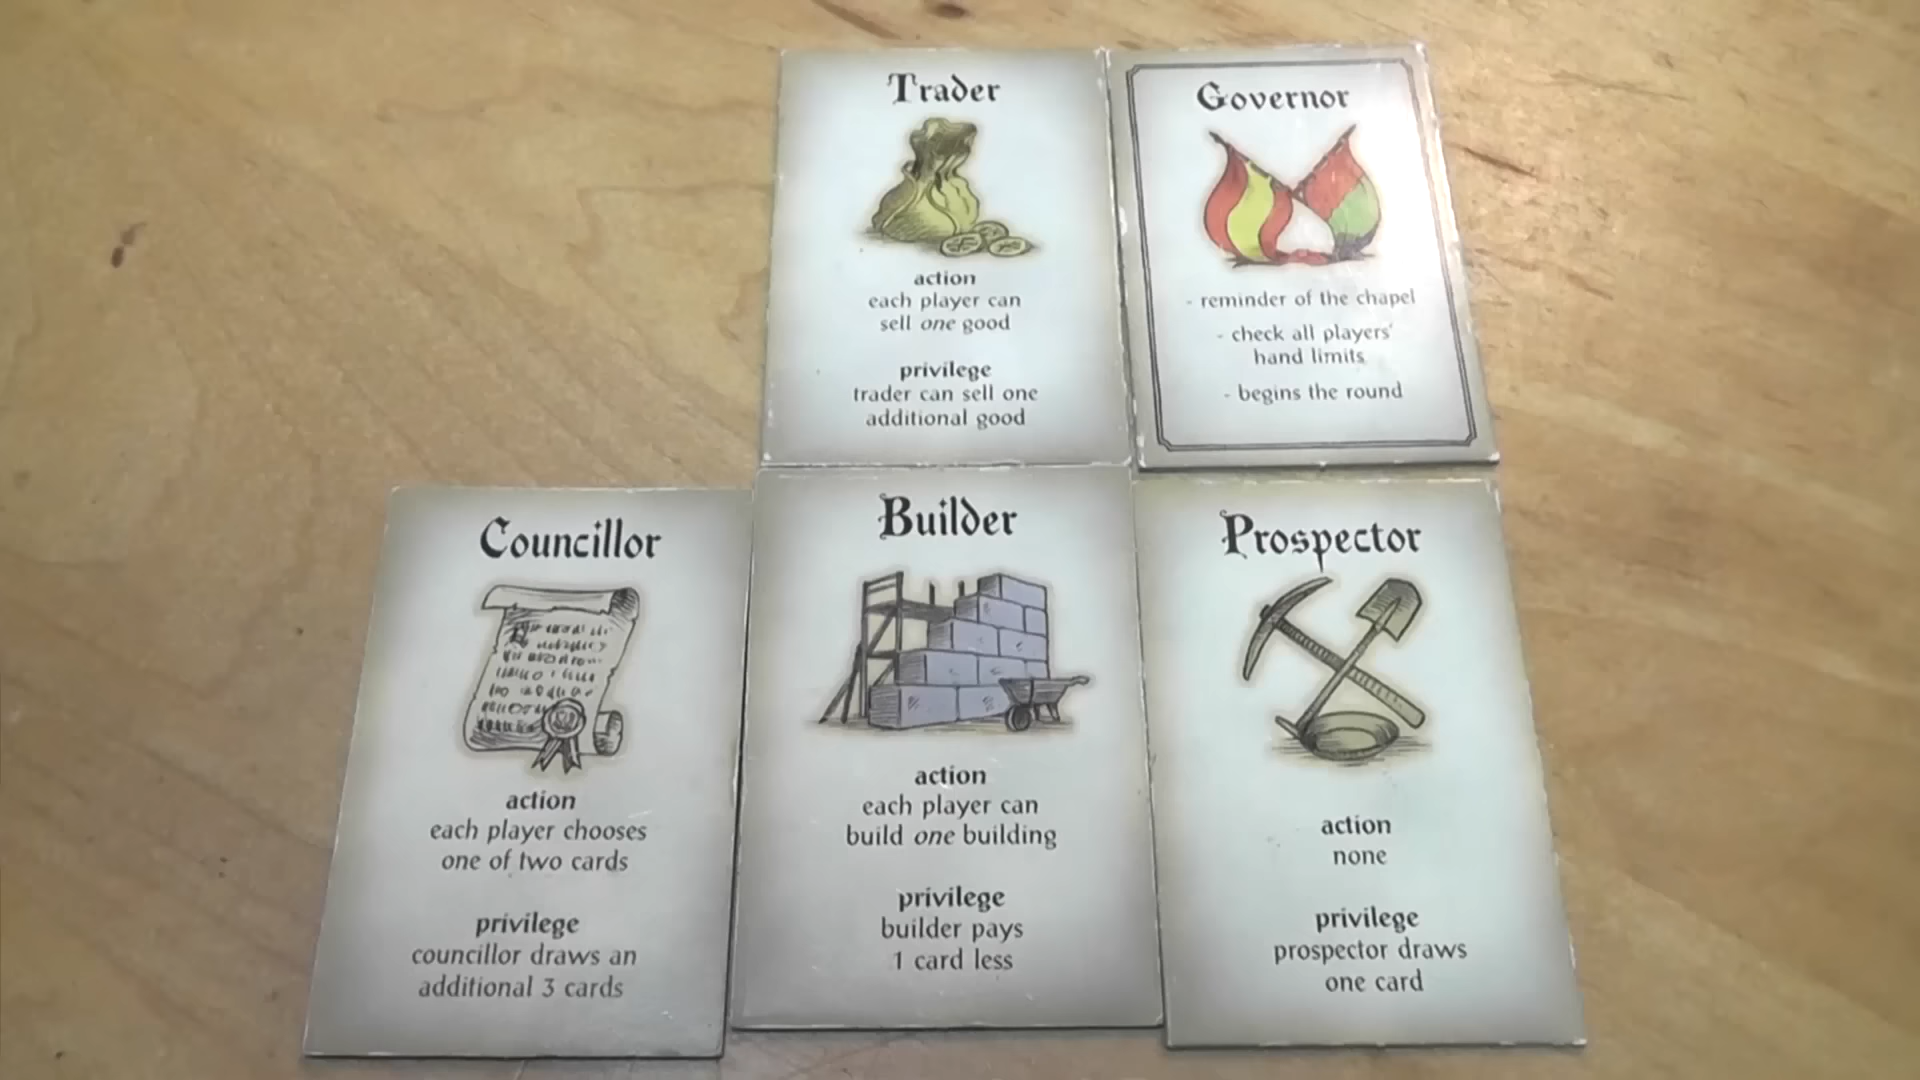 Trader
action
each player can
sell one good
privilege
trader can sell one
additional good
Governor
- reminder of the chapel
- check all players'
hand limits
- begins the round
Councillor
action
each player chooses
one of two cards
privilege
councillor draws an
additional 3 cards
Builder
action
each player can
build one building
privilege
builder pays
1 card less
Prospector
action
none
privilege
prospector draws
one card